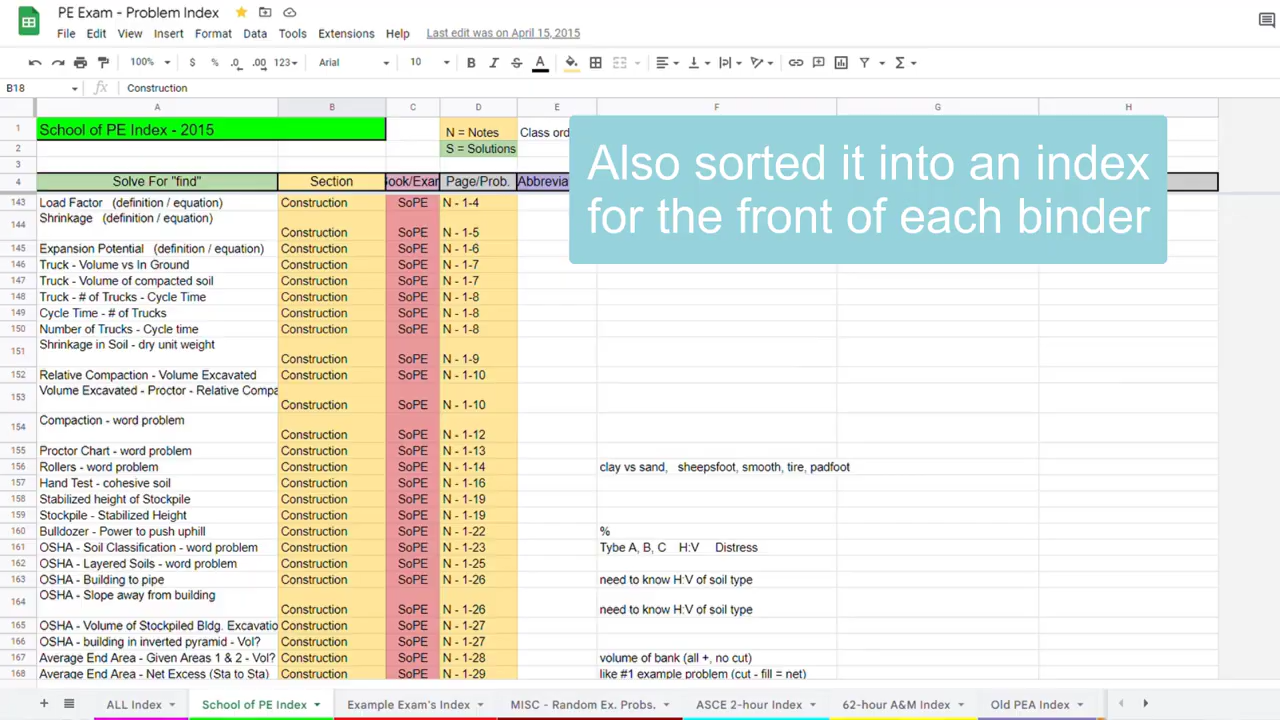 PE Exam - Problem Index
File Edit View Insert Format Data Tools Extensions Help Last edit was on April 15, 2015
100% $ % .0 .00 123 Arial 10 B I S A
B18 fx Construction
A B C D E F G H
1 School of PE Index - 2015 N = Notes Class ord
2 S = Solutions
3
Also sorted it into an index
for the front of each binder
4 Solve For "find" Section ook/Exar Page/Prob. Abbrevia
143 Load Factor (definition / equation) Construction SoPE N - 1-4
144 Shrinkage (definition / equation) Construction SoPE N - 1-5
145 Expansion Potential (definition / equation) Construction SoPE N - 1-6
146 Truck - Volume vs In Ground Construction SoPE N - 1-7
147 Truck - Volume of compacted soil Construction SoPE N - 1-7
148 Truck - # of Trucks - Cycle Time Construction SoPE N - 1-8
149 Cycle Time - # of Trucks Construction SoPE N - 1-8
150 Number of Trucks - Cycle time Construction SoPE N - 1-8
151 Shrinkage in Soil - dry unit weight Construction SoPE N - 1-9
152 Relative Compaction - Volume Excavated Construction SoPE N - 1-10
153 Volume Excavated - Proctor - Relative Compa Construction SoPE N - 1-10
154 Compaction - word problem Construction SoPE N - 1-12
155 Proctor Chart - word problem Construction SoPE N - 1-13
156 Rollers - word problem Construction SoPE N - 1-14 clay vs sand, sheepsfoot, smooth, tire, padfoot
157 Hand Test - cohesive soil Construction SoPE N - 1-16
158 Stabilized height of Stockpile Construction SoPE N - 1-19
159 Stockpile - Stabilized Height Construction SoPE N - 1-19
160 Bulldozer - Power to push uphill Construction SoPE N - 1-22 %
161 OSHA - Soil Classification - word problem Construction SoPE N - 1-23 Tybe A, B, C H:V Distress
162 OSHA - Layered Soils - word problem Construction SoPE N - 1-25
163 OSHA - Building to pipe Construction SoPE N - 1-26 need to know H:V of soil type
164 OSHA - Slope away from building Construction SoPE N - 1-26 need to know H:V of soil type
165 OSHA - Volume of Stockpiled Bldg. Excavatio Construction SoPE N - 1-27
166 OSHA - building in inverted pyramid - Vol? Construction SoPE N - 1-27
167 Average End Area - Given Areas 1 & 2 - Vol? Construction SoPE N - 1-28 volume of bank (all +, no cut)
168 Average End Area - Net Excess (Sta to Sta) Construction SoPE N - 1-29 like #1 example problem (cut - fill = net)
ALL Index School of PE Index Example Exam's Index MISC - Random Ex. Probs. ASCE 2-hour Index 62-hour A&M Index Old PEA Index